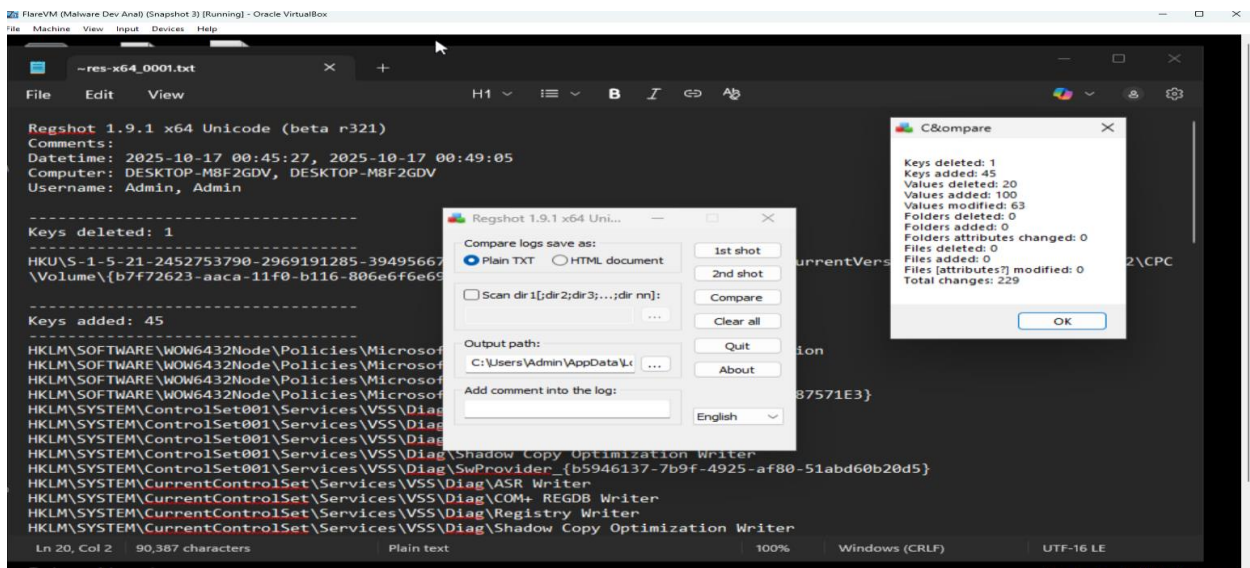 FlareVM (Malware Dev Anal) (Snapshot 3) [Running] - Oracle VirtualBox
File Machine View Input Devices Help
~res-x64_0001.txt
File Edit View H1 B I
Regshot 1.9.1 x64 Unicode (beta r321)
Comments:
Datetime: 2025-10-17 00:45:27, 2025-10-17 00:49:05
Computer: DESKTOP-M8F2GDV, DESKTOP-M8F2GDV
Username: Admin, Admin
----------------------------------
Keys deleted: 1
----------------------------------
HKU\S-1-5-21-2452753790-2969191285-39495667
urrentVers
2\CPC
\Volume\{b7f72623-aaca-11f0-b116-806e6f6e69
----------------------------------
Keys added: 45
----------------------------------
HKLM\SOFTWARE\WOW6432Node\Policies\Microsof
ion
HKLM\SOFTWARE\WOW6432Node\Policies\Microsof
HKLM\SOFTWARE\WOW6432Node\Policies\Microsof
HKLM\SOFTWARE\WOW6432Node\Policies\Microsof
87571E3}
HKLM\SYSTEM\ControlSet001\Services\VSS\Diag
HKLM\SYSTEM\ControlSet001\Services\VSS\Diag
HKLM\SYSTEM\ControlSet001\Services\VSS\Diag
HKLM\SYSTEM\ControlSet001\Services\VSS\Diag\Shadow Copy Optimization Writer
HKLM\SYSTEM\ControlSet001\Services\VSS\Diag\SwProvider_{b5946137-7b9f-4925-af80-51abd60b20d5}
HKLM\SYSTEM\CurrentControlSet\Services\VSS\Diag\ASR Writer
HKLM\SYSTEM\CurrentControlSet\Services\VSS\Diag\COM+ REGDB Writer
HKLM\SYSTEM\CurrentControlSet\Services\VSS\Diag\Registry Writer
HKLM\SYSTEM\CurrentControlSet\Services\VSS\Diag\Shadow Copy Optimization Writer
Ln 20, Col 2 90,387 characters Plain text 100% Windows (CRLF) UTF-16 LE
Regshot 1.9.1 x64 Uni...
Compare logs save as:
Plain TXT HTML document
Scan dir1[;dir2;dir3;...;dir nn]:
...
Output path:
C:\Users\Admin\AppData\Lo
...
Add comment into the log:
1st shot
2nd shot
Compare
Clear all
Quit
About
English
C&ompare
Keys deleted: 1
Keys added: 45
Values deleted: 20
Values added: 100
Values modified: 63
Folders deleted: 0
Folders added: 0
Folders attributes changed: 0
Files deleted: 0
Files added: 0
Files [attributes?] modified: 0
Total changes: 229
OK